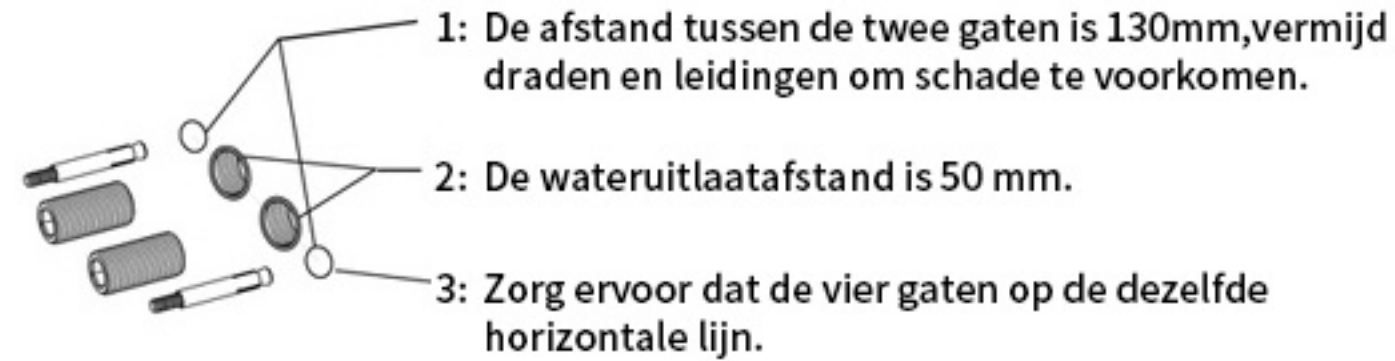 1: De afstand tussen de twee gaten is 130mm,vermijd
draden en leidingen om schade te voorkomen.
2: De wateruitlaatafstand is 50 mm.
3: Zorg ervoor dat de vier gaten op de dezelfde
horizontale lijn.